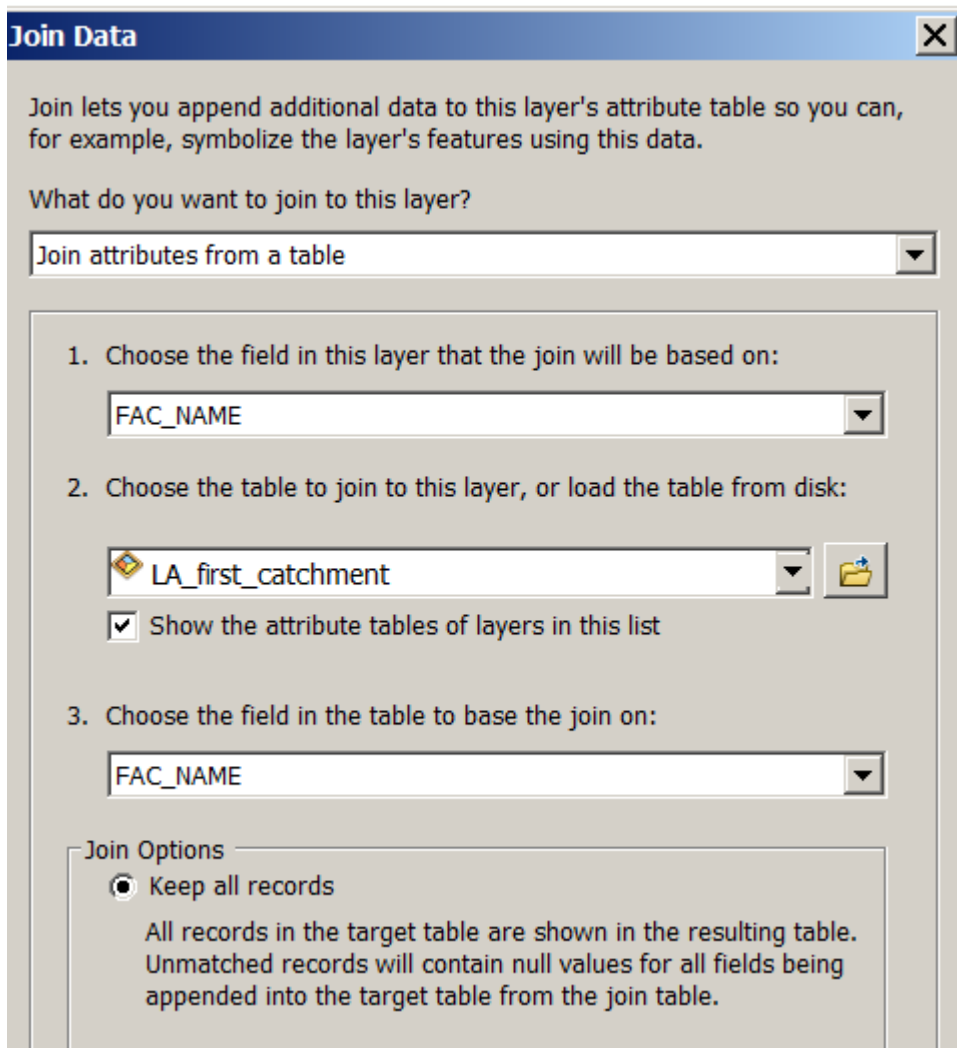 Join Data
Join lets you append additional data to this layer's attribute table so you can,
for example, symbolize the layer's features using this data.
What do you want to join to this layer?
Join attributes from a table
1. Choose the field in this layer that the join will be based on:
FAC_NAME
2. Choose the table to join to this layer, or load the table from disk:
LA_first_catchment
Show the attribute tables of layers in this list
3. Choose the field in the table to base the join on:
FAC_NAME
Join Options
Keep all records
All records in the target table are shown in the resulting table.
Unmatched records will contain null values for all fields being
appended into the target table from the join table.